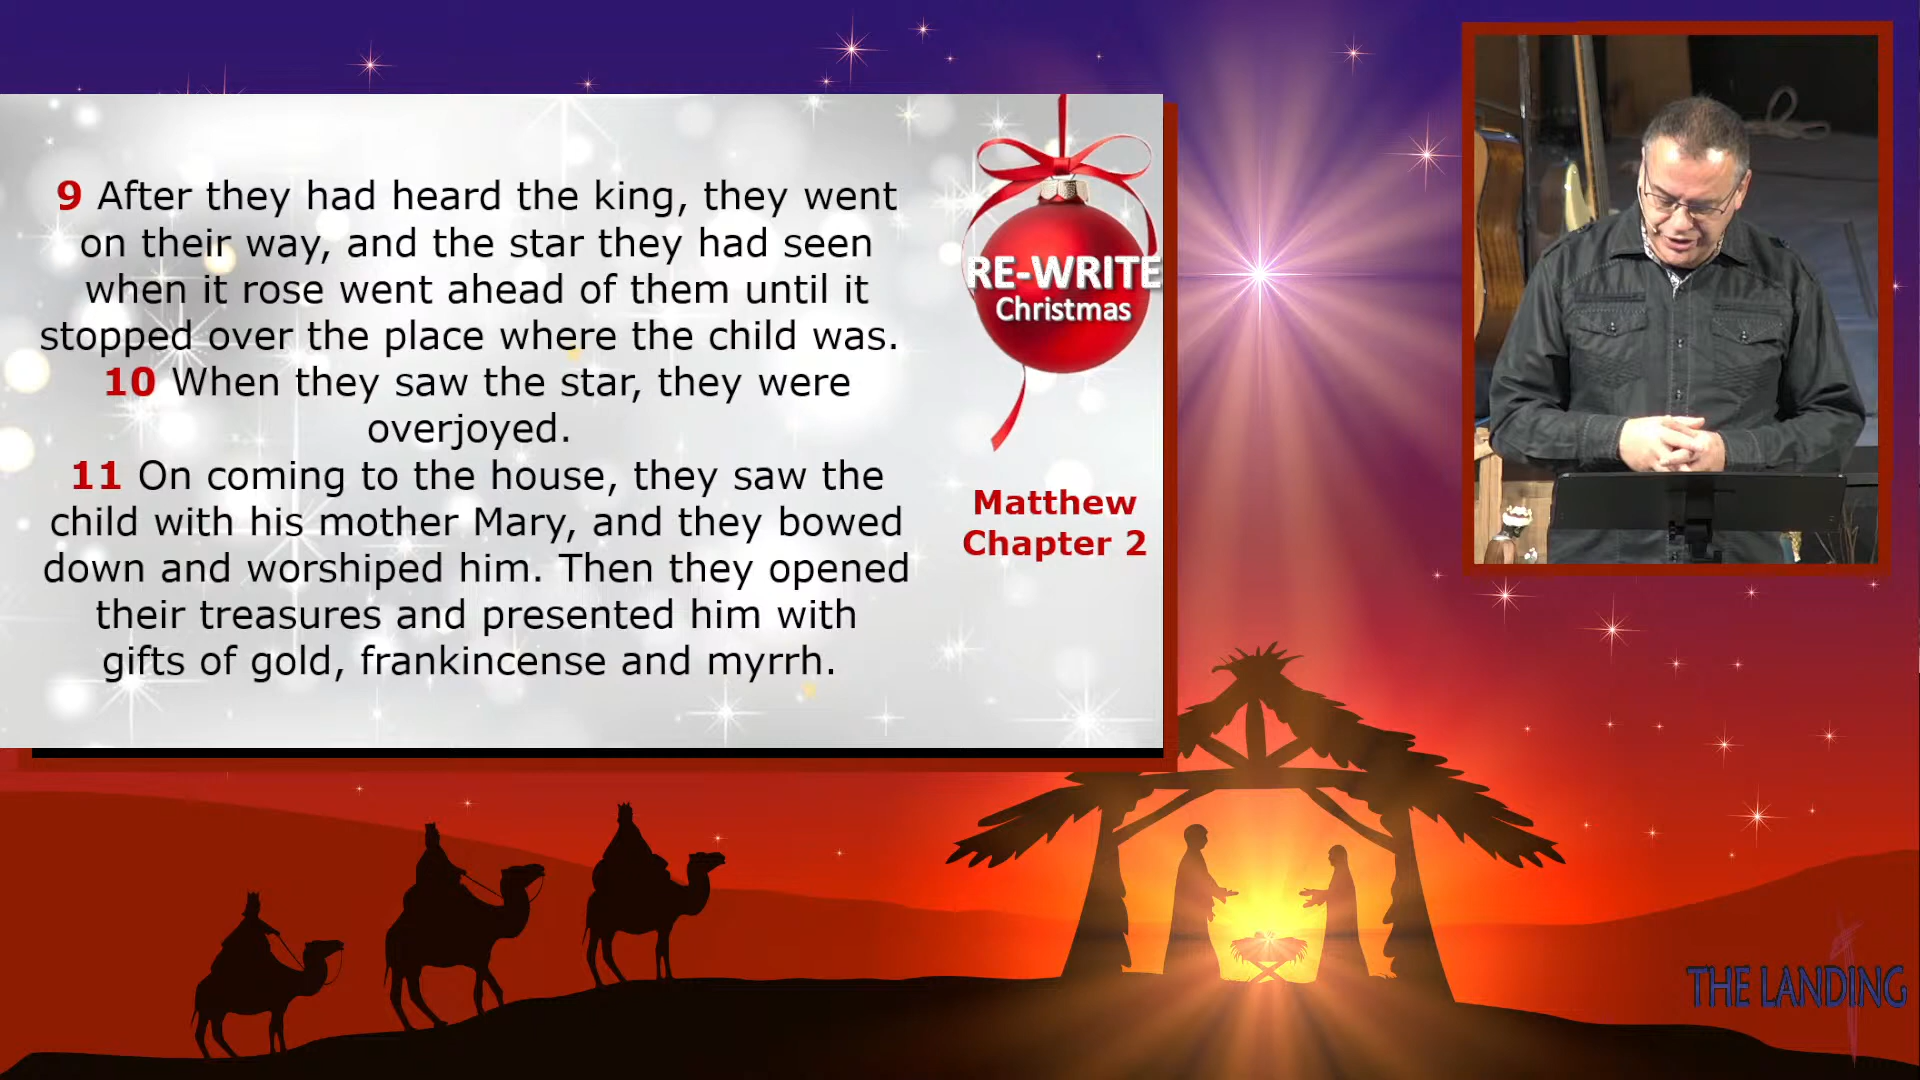 9 After they had heard the king, they went
on their way, and the star they had seen
when it rose went ahead of them until it
stopped over the place where the child was.
10 When they saw the star, they were
overjoyed.
11 On coming to the house, they saw the
child with his mother Mary, and they bowed
down and worshiped him. Then they opened
their treasures and presented him with
gifts of gold, frankincense and myrrh.
RE-WRITE
Christmas
Matthew
Chapter 2
THE LANDING